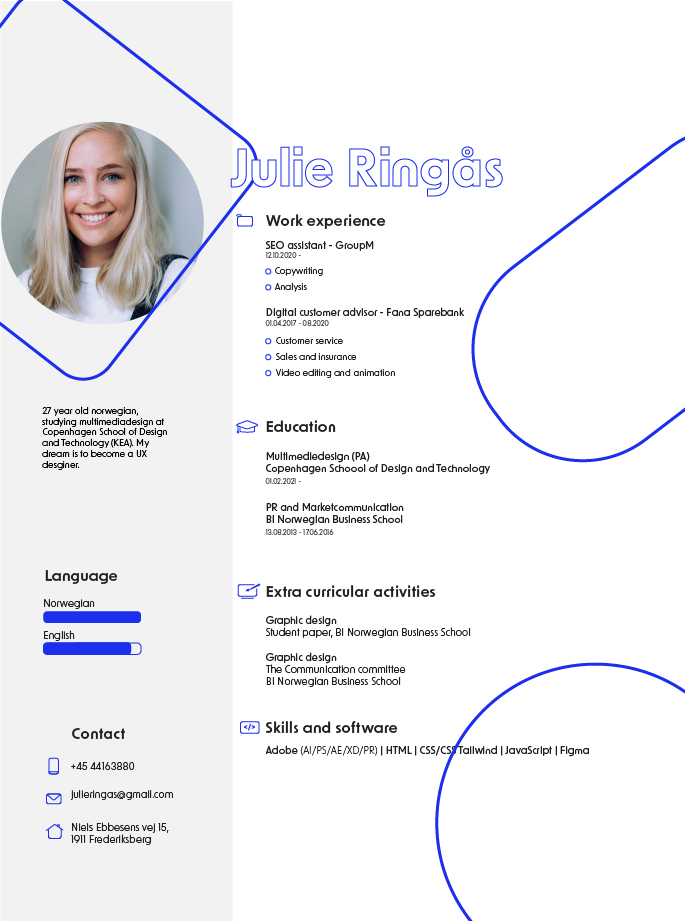 Julie Ringås
27 year old norwegian,
studying multimediadesign at
Copenhagen School of Design
and Technology (KEA). My
dream is to become a UX
desginer.
Language
Norwegian
English
Contact
+45 44163880
julieringas@gmail.com
Niels Ebbesens vej 15,
1911 Frederiksberg
Work experience
SEO assistant - GroupM
12.10.2020 -
Copywriting
Analysis
Digital customer advisor - Fana Sparebank
01.04.2017 - 08.2020
Customer service
Sales and insurance
Video editing and animation
Education
Multimediedesign (PA)
Copenhagen Schoool of Design and Technology
01.02.2021 -
PR and Marketcommunication
BI Norwegian Business School
13.08.2013 - 17.06.2016
Extra curricular activities
Graphic design
Student paper, BI Norwegian Business School
Graphic design
The Communication committee
BI Norwegian Business School
Skills and software
Adobe (AI/PS/AE/XD/PR) | HTML | CSS/CSS Tailwind | JavaScript | Figma